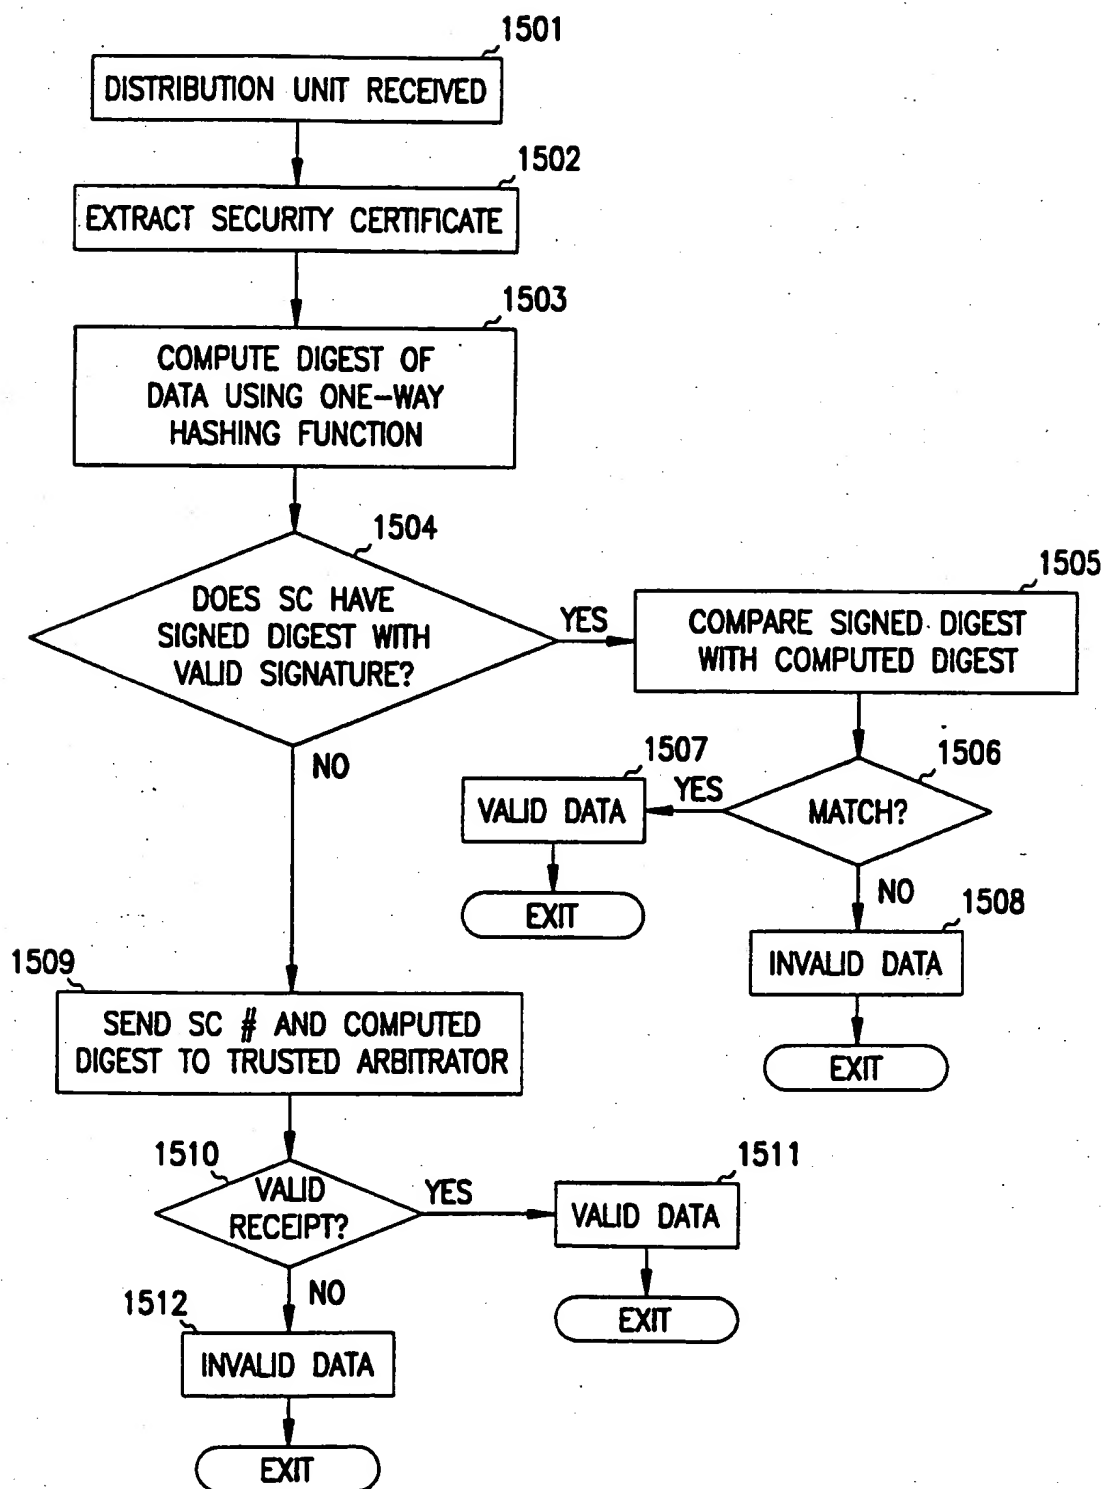 1501
DISTRIBUTION UNIT RECEIVED
1502
EXTRACT SECURITY CERTIFICATE
1503
COMPUTE DIGEST OF
DATA USING ONE-WAY
HASHING FUNCTION
1504
DOES SC HAVE
SIGNED DIGEST WITH
VALID SIGNATURE?
YES
1505
COMPARE SIGNED DIGEST
WITH COMPUTED DIGEST
NO
1507
VALID DATA
YES
1506
MATCH?
EXIT
NO
1508
INVALID DATA
EXIT
1509
SEND SC # AND COMPUTED
DIGEST TO TRUSTED ARBITRATOR
1510
VALID
RECEIPT?
YES
1511
VALID DATA
EXIT
NO
1512
INVALID DATA
EXIT